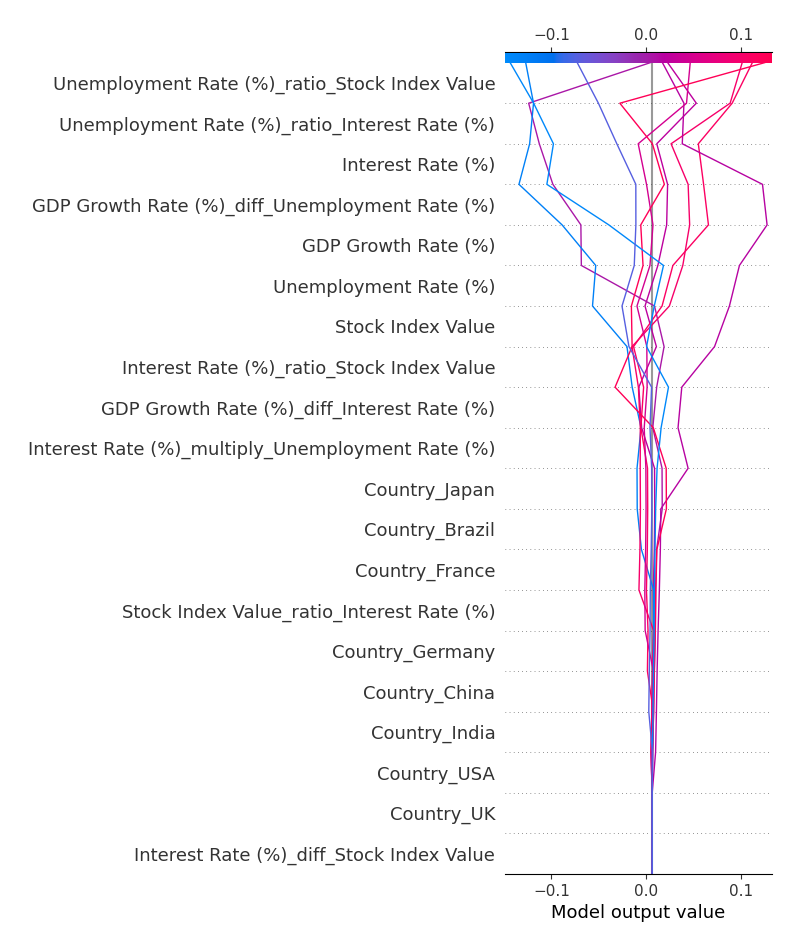 −0.1 0.0 0.1
Unemployment Rate (%)_ratio_Stock Index Value
Unemployment Rate (%)_ratio_Interest Rate (%)
Interest Rate (%)
GDP Growth Rate (%)_diff_Unemployment Rate (%)
GDP Growth Rate (%)
Unemployment Rate (%)
Stock Index Value
Interest Rate (%)_ratio_Stock Index Value
GDP Growth Rate (%)_diff_Interest Rate (%)
Interest Rate (%)_multiply_Unemployment Rate (%)
Country_Japan
Country_Brazil
Country_France
Stock Index Value_ratio_Interest Rate (%)
Country_Germany
Country_China
Country_India
Country_USA
Country_UK
Interest Rate (%)_diff_Stock Index Value
−0.1 0.0 0.1
Model output value